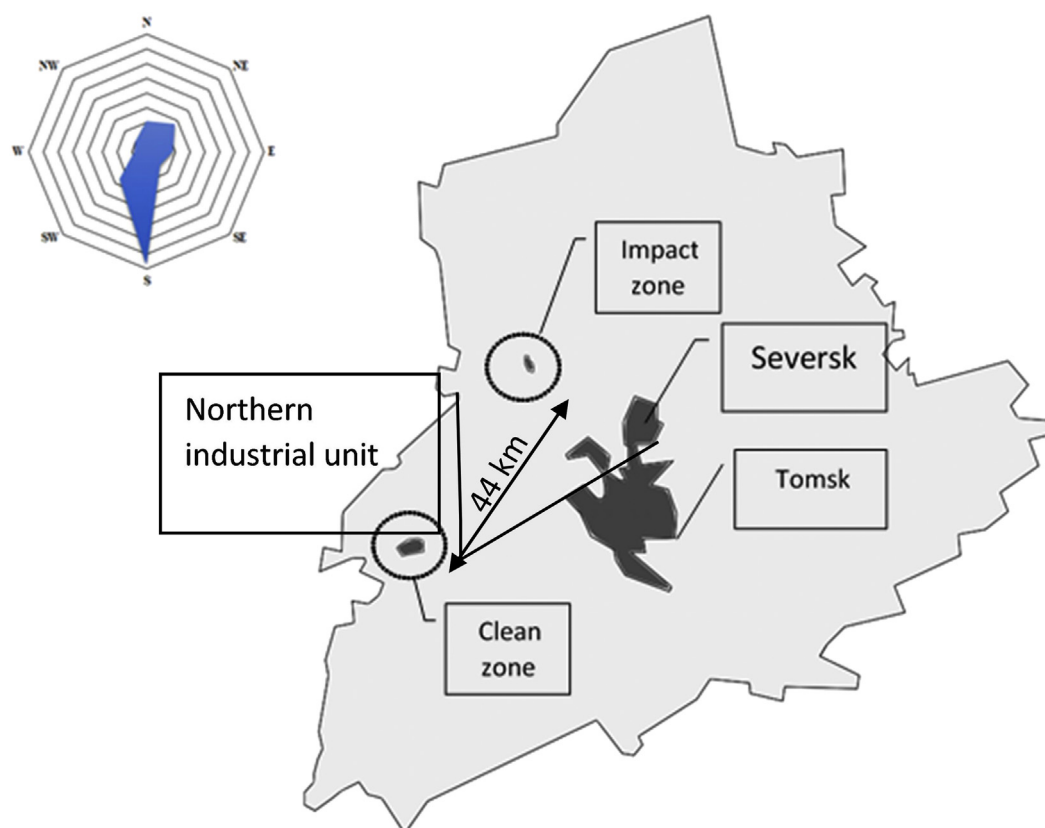 N
NW
NE
W
E
SW
SE
S
Impact
zone
Seversk
Northern
industrial unit
44 km
Tomsk
Clean
zone